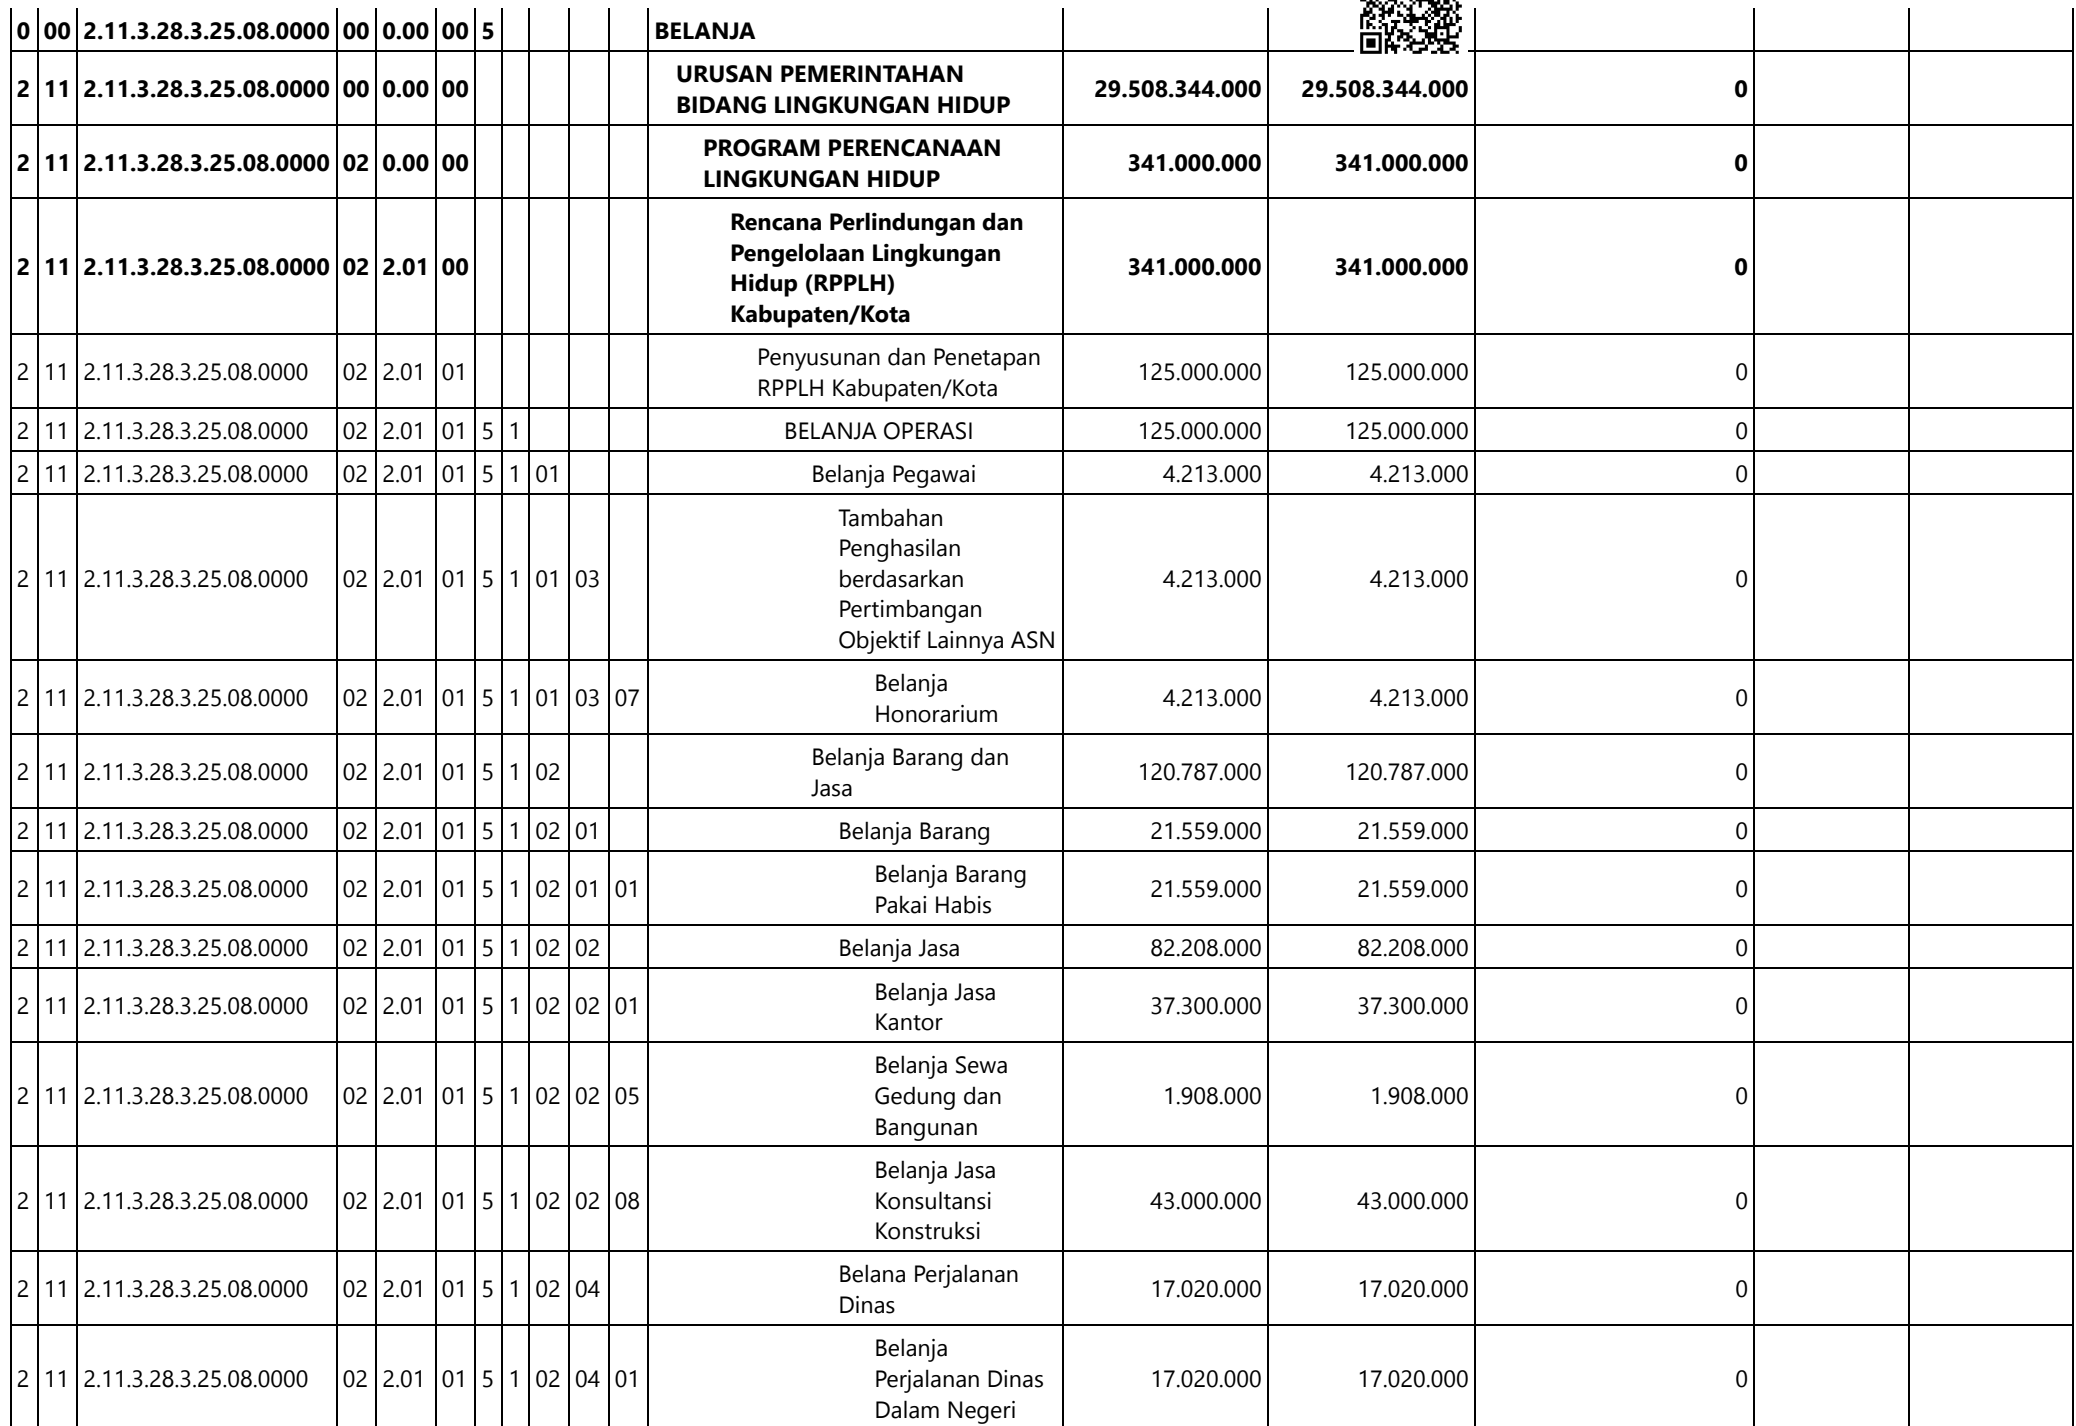 0 00 2.11.3.28.3.25.08.0000 00 0.00 00 5 BELANJA
2 11 2.11.3.28.3.25.08.0000 00 0.00 00 URUSAN PEMERINTAHAN
BIDANG LINGKUNGAN HIDUP 29.508.344.000 29.508.344.000 0
2 11 2.11.3.28.3.25.08.0000 02 0.00 00 PROGRAM PERENCANAAN
LINGKUNGAN HIDUP 341.000.000 341.000.000 0
2 11 2.11.3.28.3.25.08.0000 02 2.01 00 Rencana Perlindungan dan
Pengelolaan Lingkungan
Hidup (RPPLH)
Kabupaten/Kota 341.000.000 341.000.000 0
2 11 2.11.3.28.3.25.08.0000 02 2.01 01 Penyusunan dan Penetapan
RPPLH Kabupaten/Kota 125.000.000 125.000.000 0
2 11 2.11.3.28.3.25.08.0000 02 2.01 01 5 1 BELANJA OPERASI 125.000.000 125.000.000 0
2 11 2.11.3.28.3.25.08.0000 02 2.01 01 5 1 01 Belanja Pegawai 4.213.000 4.213.000 0
2 11 2.11.3.28.3.25.08.0000 02 2.01 01 5 1 01 03 Tambahan
Penghasilan
berdasarkan
Pertimbangan
Objektif Lainnya ASN 4.213.000 4.213.000 0
2 11 2.11.3.28.3.25.08.0000 02 2.01 01 5 1 01 03 07 Belanja
Honorarium 4.213.000 4.213.000 0
2 11 2.11.3.28.3.25.08.0000 02 2.01 01 5 1 02 Belanja Barang dan
Jasa 120.787.000 120.787.000 0
2 11 2.11.3.28.3.25.08.0000 02 2.01 01 5 1 02 01 Belanja Barang 21.559.000 21.559.000 0
2 11 2.11.3.28.3.25.08.0000 02 2.01 01 5 1 02 01 01 Belanja Barang
Pakai Habis 21.559.000 21.559.000 0
2 11 2.11.3.28.3.25.08.0000 02 2.01 01 5 1 02 02 Belanja Jasa 82.208.000 82.208.000 0
2 11 2.11.3.28.3.25.08.0000 02 2.01 01 5 1 02 02 01 Belanja Jasa
Kantor 37.300.000 37.300.000 0
2 11 2.11.3.28.3.25.08.0000 02 2.01 01 5 1 02 02 05 Belanja Sewa
Gedung dan
Bangunan 1.908.000 1.908.000 0
2 11 2.11.3.28.3.25.08.0000 02 2.01 01 5 1 02 02 08 Belanja Jasa
Konsultansi
Konstruksi 43.000.000 43.000.000 0
2 11 2.11.3.28.3.25.08.0000 02 2.01 01 5 1 02 04 Belana Perjalanan
Dinas 17.020.000 17.020.000 0
2 11 2.11.3.28.3.25.08.0000 02 2.01 01 5 1 02 04 01 Belanja
Perjalanan Dinas
Dalam Negeri 17.020.000 17.020.000 0